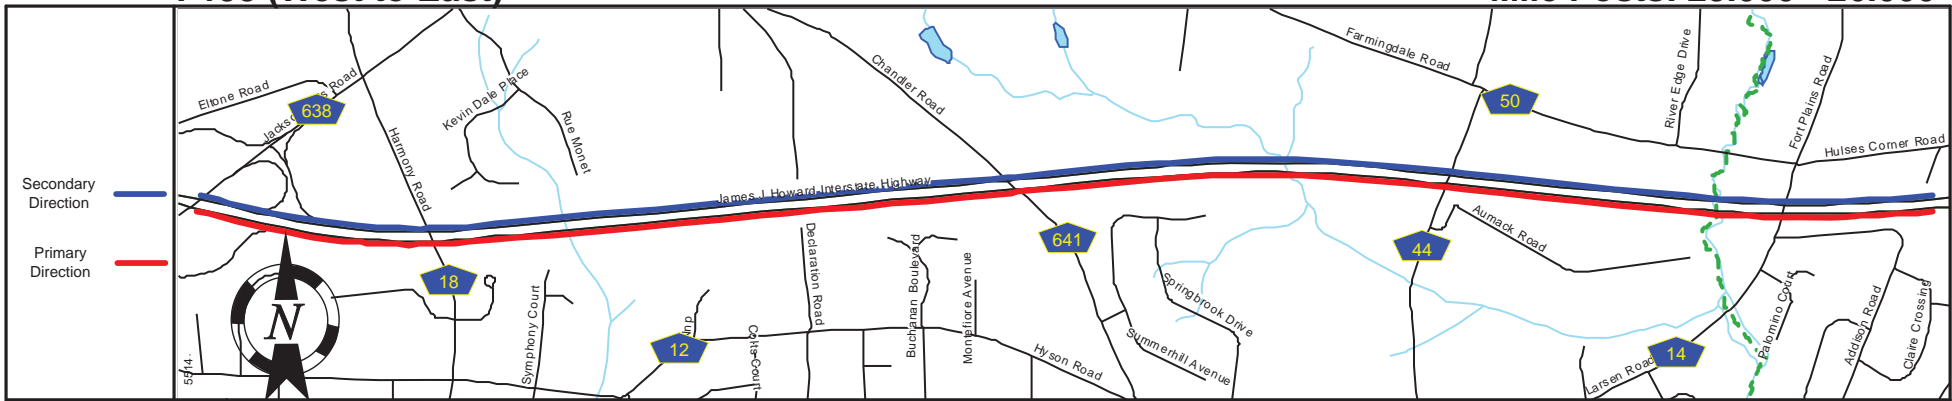 Secondary
Direction
Primary
Direction
Eltone Road
638
Harmony Road
Kevin Dale Place
Rue Monet
Chandler Road
Farmingdale Road
50
River Edge Drive
Fort Plains Road
Hulses Corner Road
James J Howard Interstate Highway
18
N
Symphony Court
12
Colts Court
Declaration Road
Buchanan Boulevard
Montefiore Avenue
Hyson Road
641
Springbrook Drive
Summerhill Avenue
44
Aumack Road
Larsen Road
14
Palomino Court
Addison Road
Claire Crossing